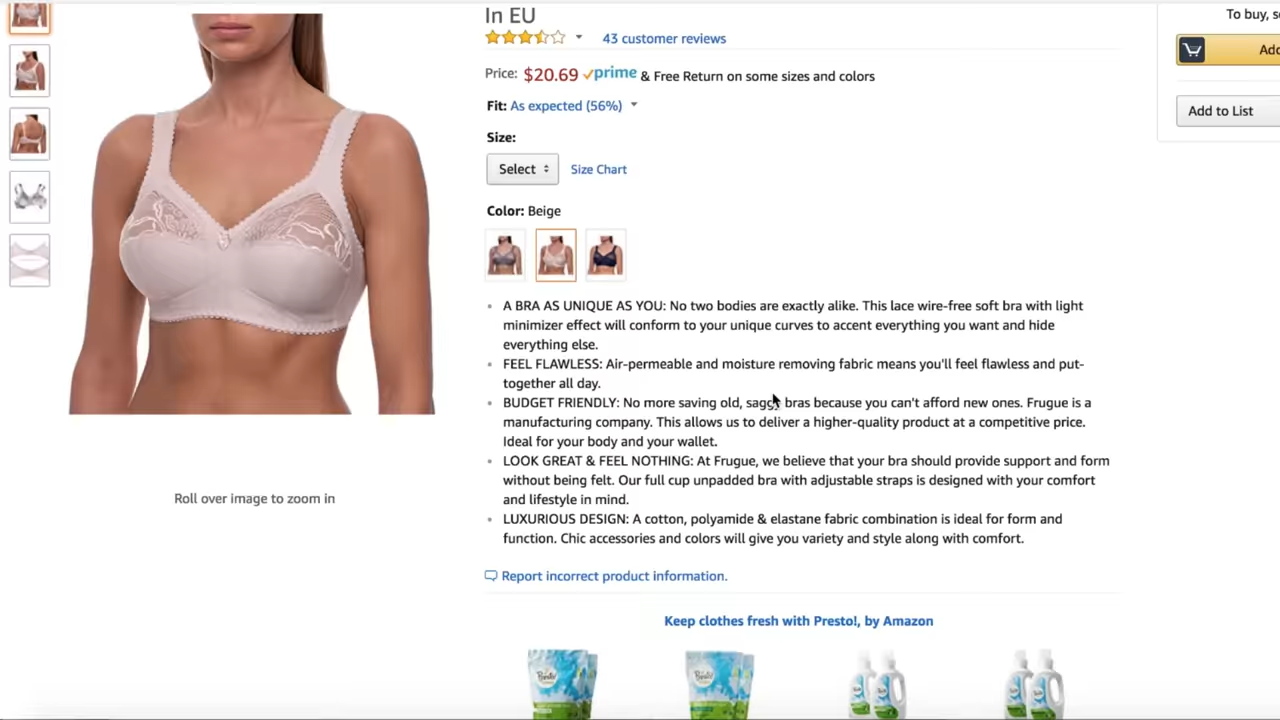 In EU
43 customer reviews
To buy, s
Price: $20.69 prime & Free Return on some sizes and colors
Add
Fit: As expected (56%)
Add to List
Size:
Select
Size Chart
Color: Beige
A BRA AS UNIQUE AS YOU: No two bodies are exactly alike. This lace wire-free soft bra with light
minimizer effect will conform to your unique curves to accent everything you want and hide
everything else.
FEEL FLAWLESS: Air-permeable and moisture removing fabric means you'll feel flawless and put-
together all day.
BUDGET FRIENDLY: No more saving old, saggy bras because you can't afford new ones. Frugue is a
manufacturing company. This allows us to deliver a higher-quality product at a competitive price.
Ideal for your body and your wallet.
LOOK GREAT & FEEL NOTHING: At Frugue, we believe that your bra should provide support and form
without being felt. Our full cup unpadded bra with adjustable straps is designed with your comfort
and lifestyle in mind.
LUXURIOUS DESIGN: A cotton, polyamide & elastane fabric combination is ideal for form and
function. Chic accessories and colors will give you variety and style along with comfort.
Roll over image to zoom in
Report incorrect product information.
Keep clothes fresh with Presto!, by Amazon
Presto!
Presto!